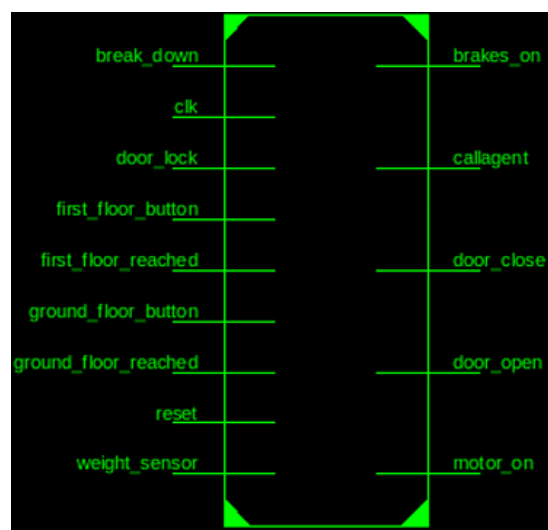 break_down
brakes_on
clk
door_lock
callagent
first_floor_button
first_floor_reached
door_close
ground_floor_button
ground_floor_reached
door_open
reset
weight_sensor
motor_on